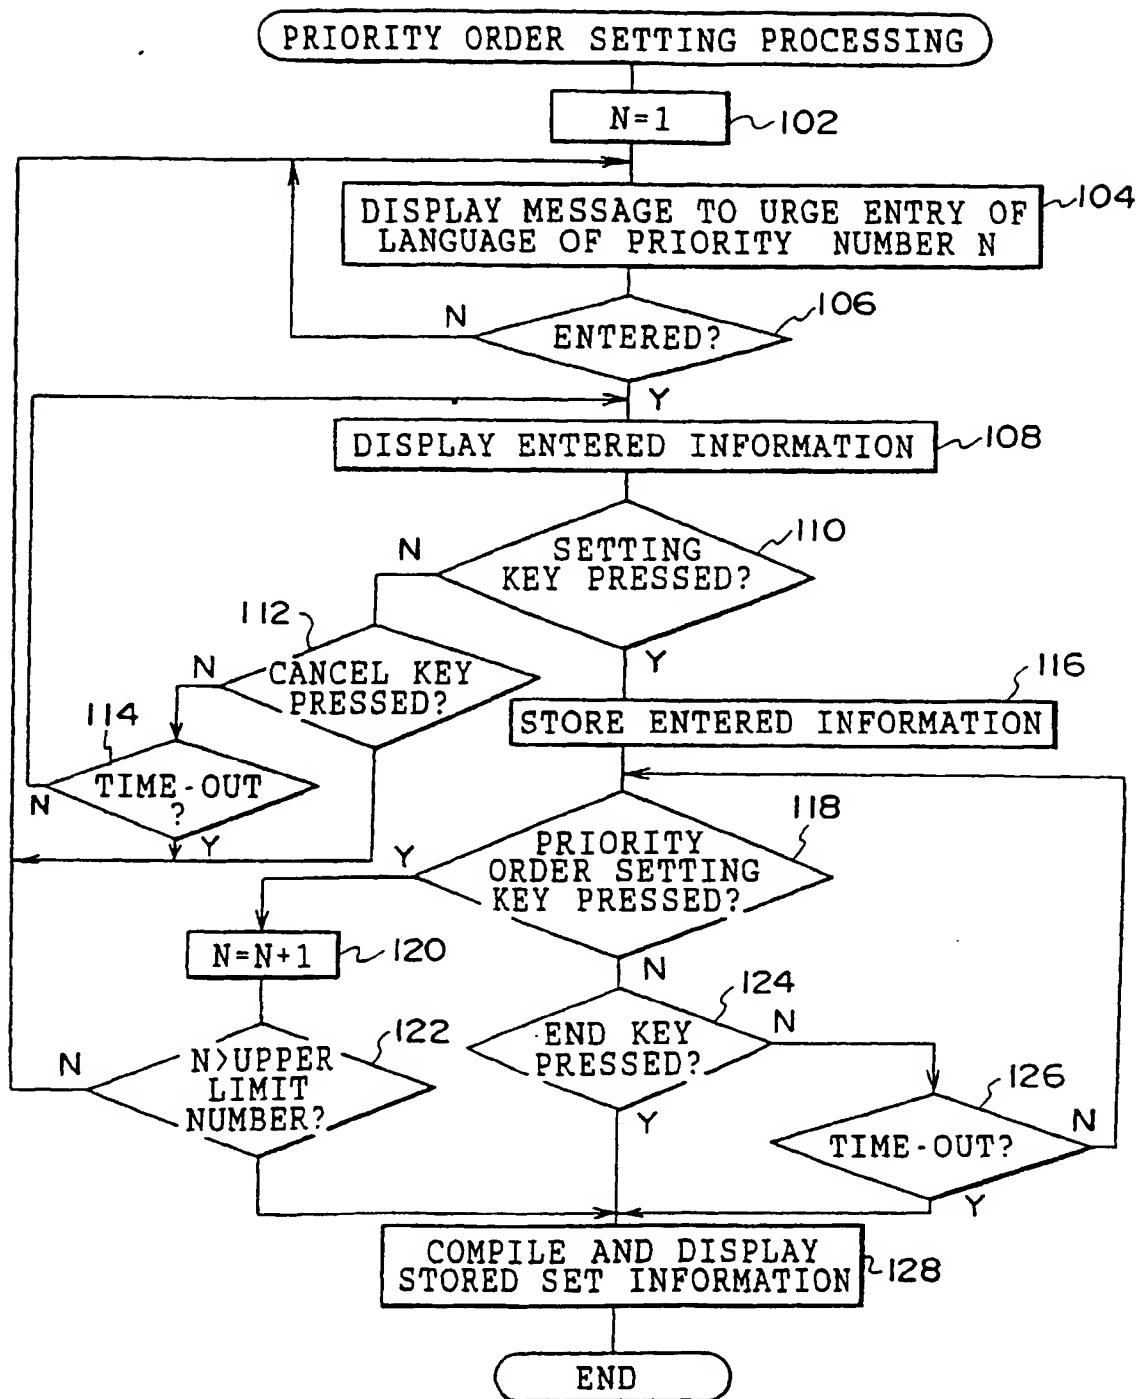 PRIORITY ORDER SETTING PROCESSING
N=1
102
DISPLAY MESSAGE TO URGE ENTRY OF
LANGUAGE OF PRIORITY NUMBER N
104
N
ENTERED?
106
Y
DISPLAY ENTERED INFORMATION
108
N
SETTING
KEY PRESSED?
110
112
N
CANCEL KEY
PRESSED?
Y
116
STORE ENTERED INFORMATION
114
TIME-OUT
?
N
Y
Y
PRIORITY
ORDER SETTING
KEY PRESSED?
118
N=N+1
120
N
124
END KEY
PRESSED?
N
N
N>UPPER
LIMIT
NUMBER?
122
Y
126
TIME-OUT?
N
Y
COMPILE AND DISPLAY
STORED SET INFORMATION
128
END